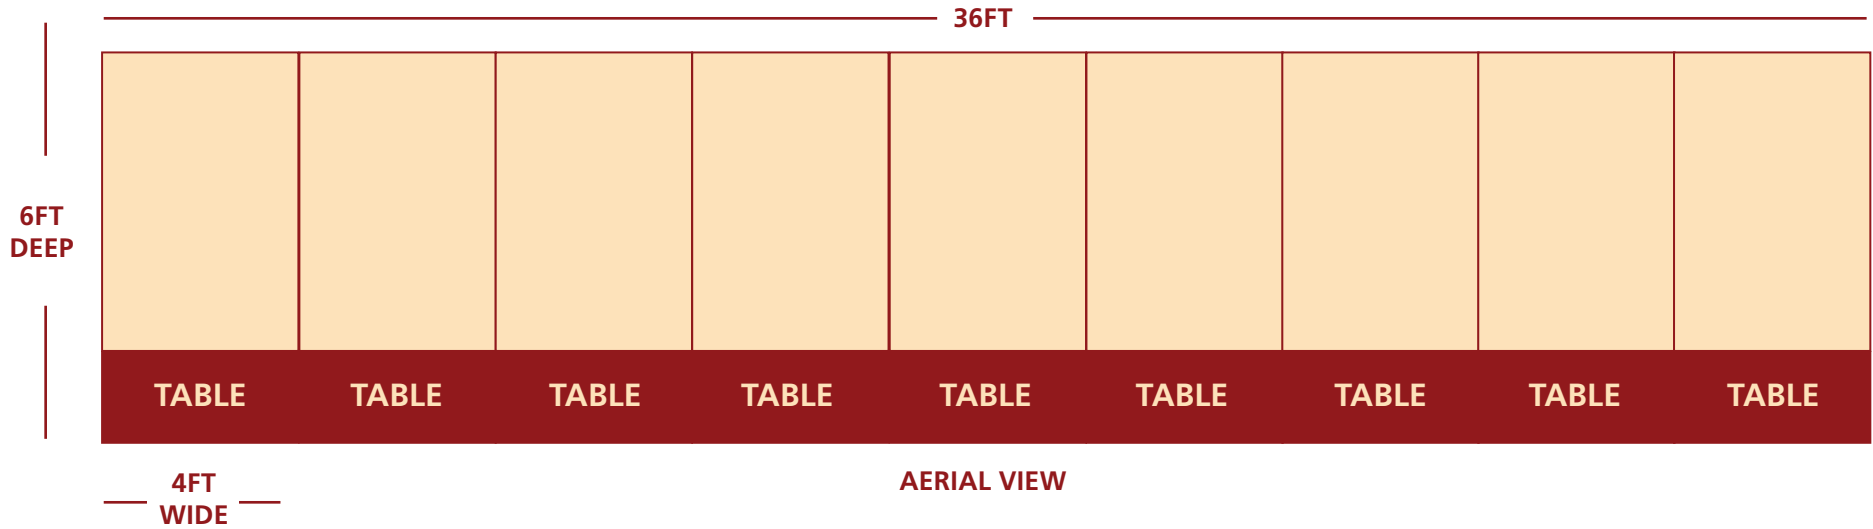 36FT
6FT
DEEP
TABLE TABLE TABLE TABLE TABLE TABLE TABLE TABLE TABLE
4FT
WIDE
AERIAL VIEW